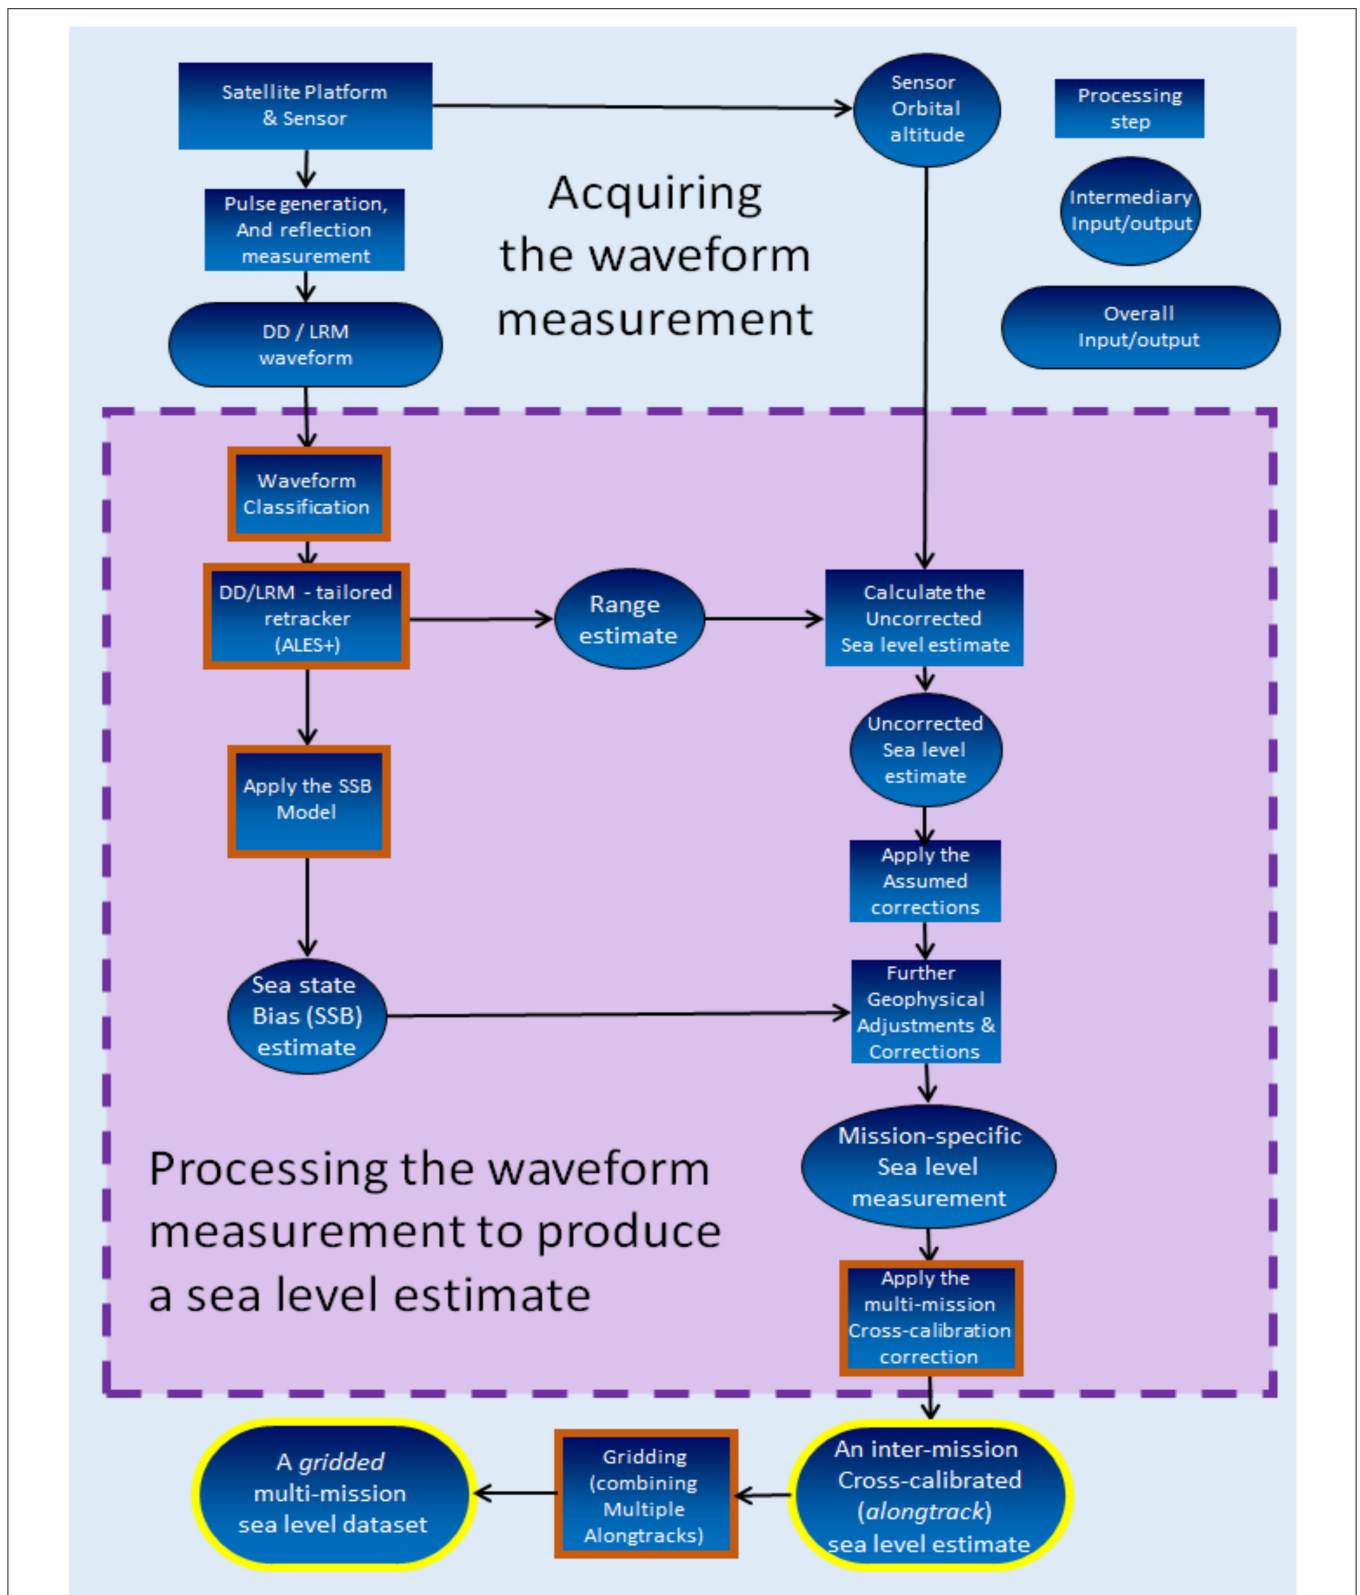 Satellite Platform
& Sensor
Sensor
Orbital
altitude
Processing
step
Pulse generation,
And reflection
measurement
Acquiring
the waveform
measurement
Intermediary
Input/output
DD / LRM
waveform
Overall
Input/output
Waveform
Classification
DD/LRM - tailored
retracker
(ALES+)
Range
estimate
Calculate the
Uncorrected
Sea level estimate
Uncorrected
Sea level
estimate
Apply the SSB
Model
Apply the
Assumed
corrections
Sea state
Bias (SSB)
estimate
Further
Geophysical
Adjustments &
Corrections
Mission-specific
Sea level
measurement
Processing the waveform
measurement to produce
a sea level estimate
Apply the
multi-mission
Cross-calibration
correction
A gridded
multi-mission
sea level dataset
Gridding
(combining
Multiple
Alongtracks)
An inter-mission
Cross-calibrated
(alongtrack)
sea level estimate